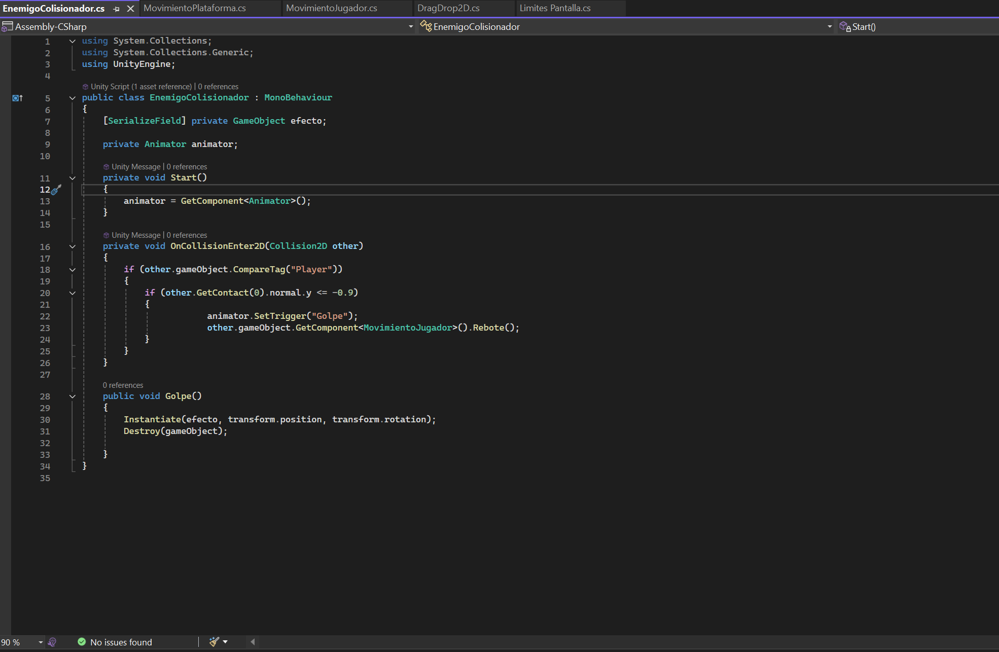 EnemigoColisionador.cs MovimientoPlataforma.cs MovimientoJugador.cs DragDrop2D.cs Limites Pantalla.cs
Assembly-CSharp EnemigoColisionador Start()
1 using System.Collections;
2 using System.Collections.Generic;
3 using UnityEngine;
4
Unity Script (1 asset reference) | 0 references
5 public class EnemigoColisionador : MonoBehaviour
6 {
7 [SerializeField] private GameObject efecto;
8
9 private Animator animator;
10
Unity Message | 0 references
11 private void Start()
12 {
13 animator = GetComponent<Animator>();
14 }
15
Unity Message | 0 references
16 private void OnCollisionEnter2D(Collision2D other)
17 {
18 if (other.gameObject.CompareTag("Player"))
19 {
20 if (other.GetContact(0).normal.y <= -0.9)
21 {
22 animator.SetTrigger("Golpe");
23 other.gameObject.GetComponent<MovimientoJugador>().Rebote();
24 }
25 }
26 }
27
0 references
28 public void Golpe()
29 {
30 Instantiate(efecto, transform.position, transform.rotation);
31 Destroy(gameObject);
32
33 }
34 }
35
90 % No issues found